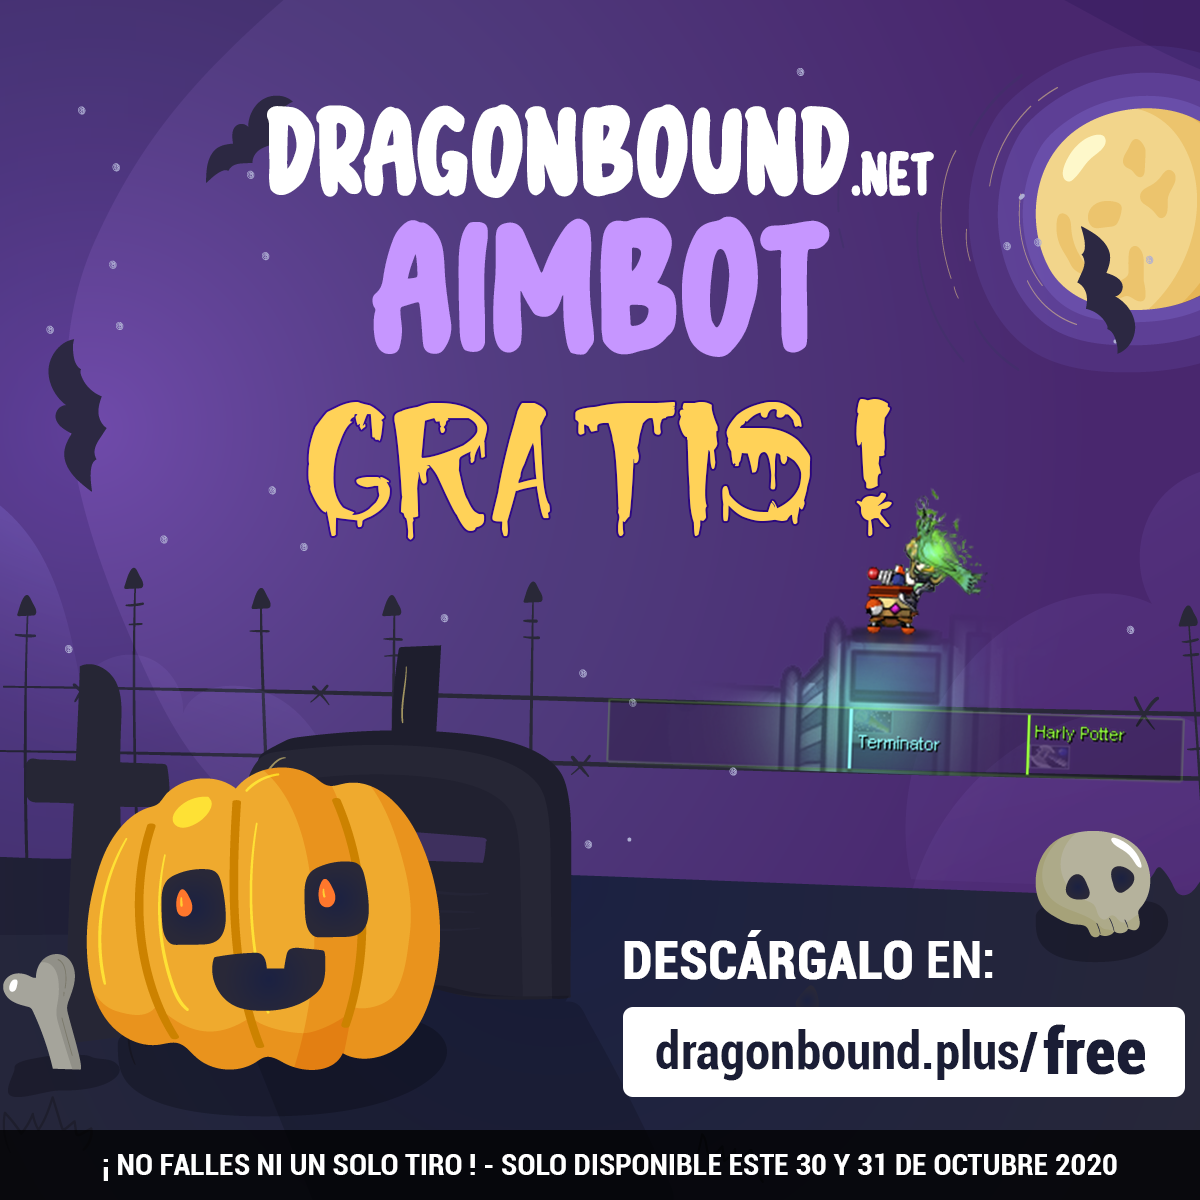 DRAGONBOUND.NET
AIMBOT
GRATIS !
Terminator
Harly Potter
DESCÁRGALO EN:
dragonbound.plus/free
¡ NO FALLES NI UN SOLO TIRO ! - SOLO DISPONIBLE ESTE 30 Y 31 DE OCTUBRE 2020